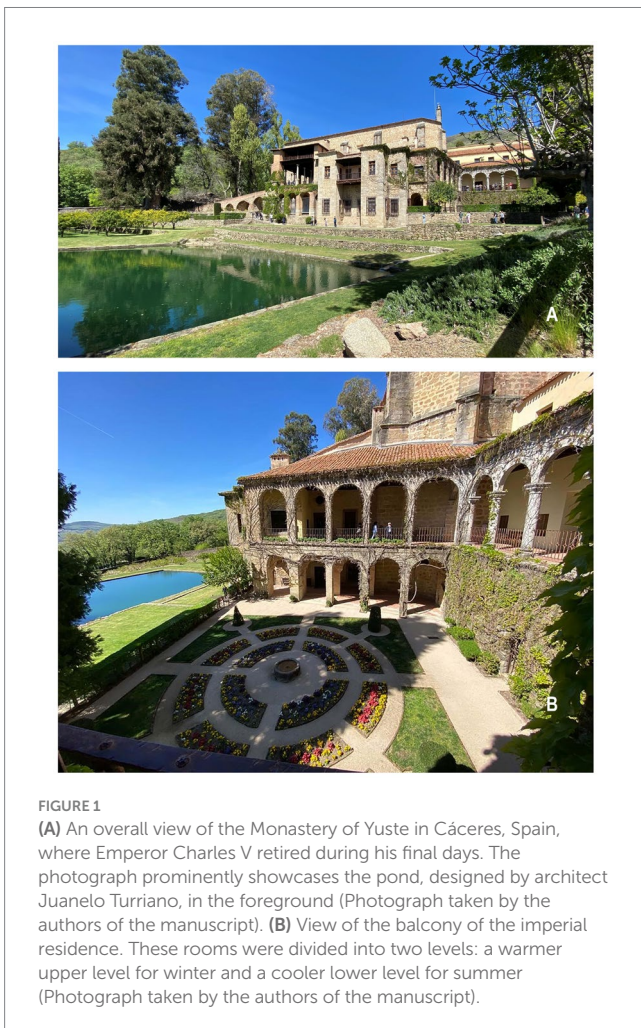 A
B
FIGURE 1
(A) An overall view of the Monastery of Yuste in Cáceres, Spain,
where Emperor Charles V retired during his final days. The
photograph prominently showcases the pond, designed by architect
Juanelo Turriano, in the foreground (Photograph taken by the
authors of the manuscript). (B) View of the balcony of the imperial
residence. These rooms were divided into two levels: a warmer
upper level for winter and a cooler lower level for summer
(Photograph taken by the authors of the manuscript).